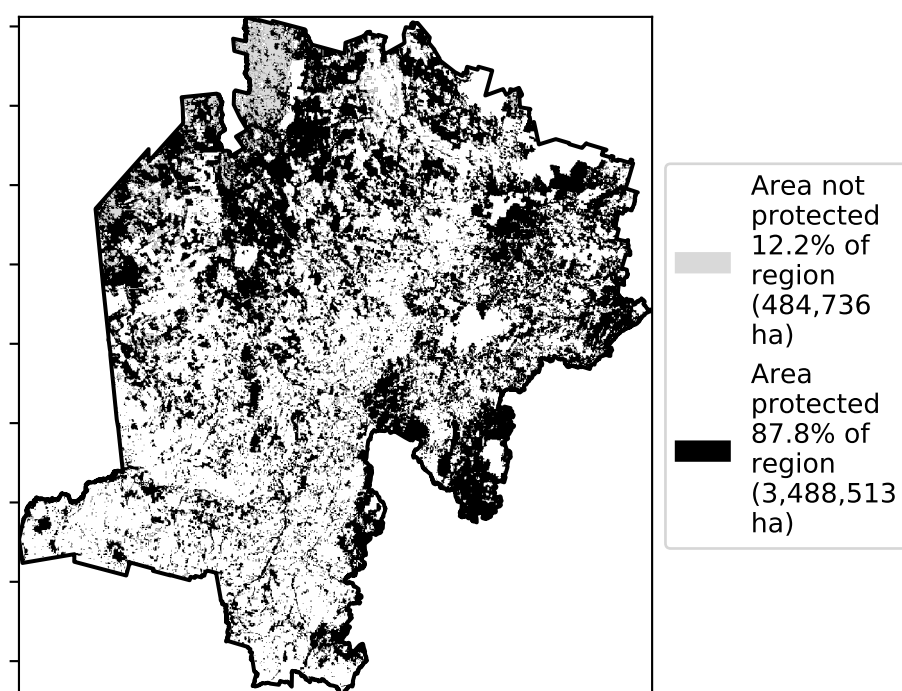 Area not
protected
12.2% of
region
(484,736
ha)
Area
protected
87.8% of
region
(3,488,513
ha)